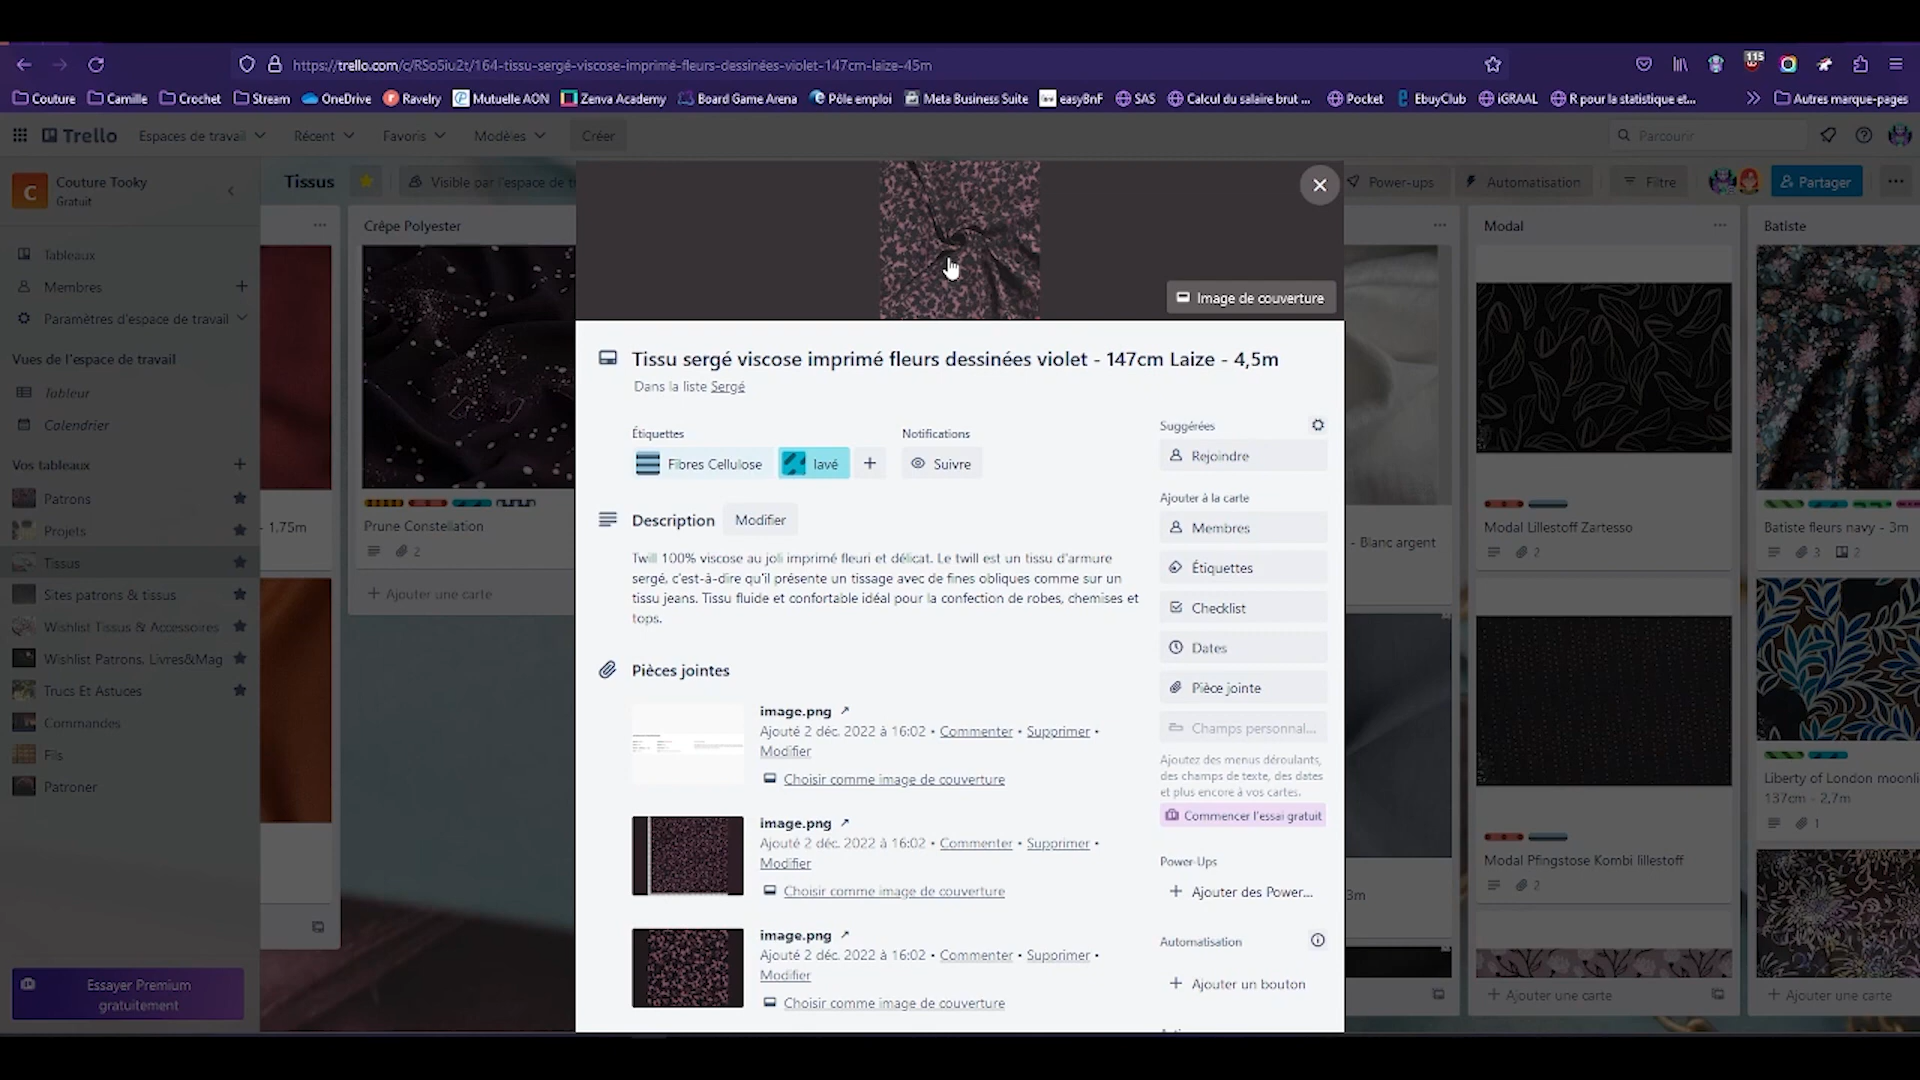 https://trello.com/c/RSo5iu2t/164-tissu-sergé-viscose-imprimé-fleurs-dessinées-violet-147cm-laize-45m
115
Couture Camille Crochet Stream OneDrive Ravelry Mutuelle AON Zenva Academy Board Game Arena Pôle emploi Meta Business Suite easyBnF SAS Calcul du salaire brut ... Pocket EbuyClub iGRAAL R pour la statistique et... Autres marque-pages
Trello Espaces de travail Récent Favoris Modèles Créer Parcourir
C
Couture Tooky
Gratuit
Tissus
Visible par l'espace de tr
Power-ups Automatisation Filtre Partager
Tableaux
Membres
Paramètres d'espace de travail
Vues de l'espace de travail
Tableur
Calendrier
Vos tableaux
Patrons
Projets
Tissus
Sites patrons & tissus
Wishlist Tissus & Accessoires
Wishlist Patrons, Livres&Mag
Trucs Et Astuces
Commandes
Fils
Patroner
Essayer Premium
gratuitement
- 1,75m
Crêpe Polyester
Prune Constellation
2
+ Ajouter une carte
Image de couverture
Tissu sergé viscose imprimé fleurs dessinées violet - 147cm Laize - 4,5m
Dans la liste Sergé
Étiquettes
Notifications
Fibres Cellulose
lavé
+
Suivre
Description
Modifier
Twill 100% viscose au joli imprimé fleuri et délicat. Le twill est un tissu d'armure
sergé, c'est-à-dire qu'il présente un tissage avec de fines obliques comme sur un
tissu jeans. Tissu fluide et confortable idéal pour la confection de robes, chemises et
tops.
Pièces jointes
image.png
Ajouté 2 déc. 2022 à 16:02 • Commenter • Supprimer •
Modifier
Choisir comme image de couverture
image.png
Ajouté 2 déc. 2022 à 16:02 • Commenter • Supprimer •
Modifier
Choisir comme image de couverture
image.png
Ajouté 2 déc. 2022 à 16:02 • Commenter • Supprimer •
Modifier
Choisir comme image de couverture
Suggérées
Rejoindre
Ajouter à la carte
Membres
Étiquettes
Checklist
Dates
Pièce jointe
Champs personnal...
Ajoutez des menus déroulants,
des champs de texte, des dates
et plus encore à vos cartes.
Commencer l'essai gratuit
Power-Ups
+ Ajouter des Power...
Automatisation
+ Ajouter un bouton
- Blanc argent
3m
Modal
Modal Lillestoff Zartesso
2
Modal Pfingstose Kombi lillestoff
2
+ Ajouter une carte
Batiste
Batiste fleurs navy - 3m
3 2
Liberty of London moonli
137cm - 2,7m
1
+ Ajouter une carte